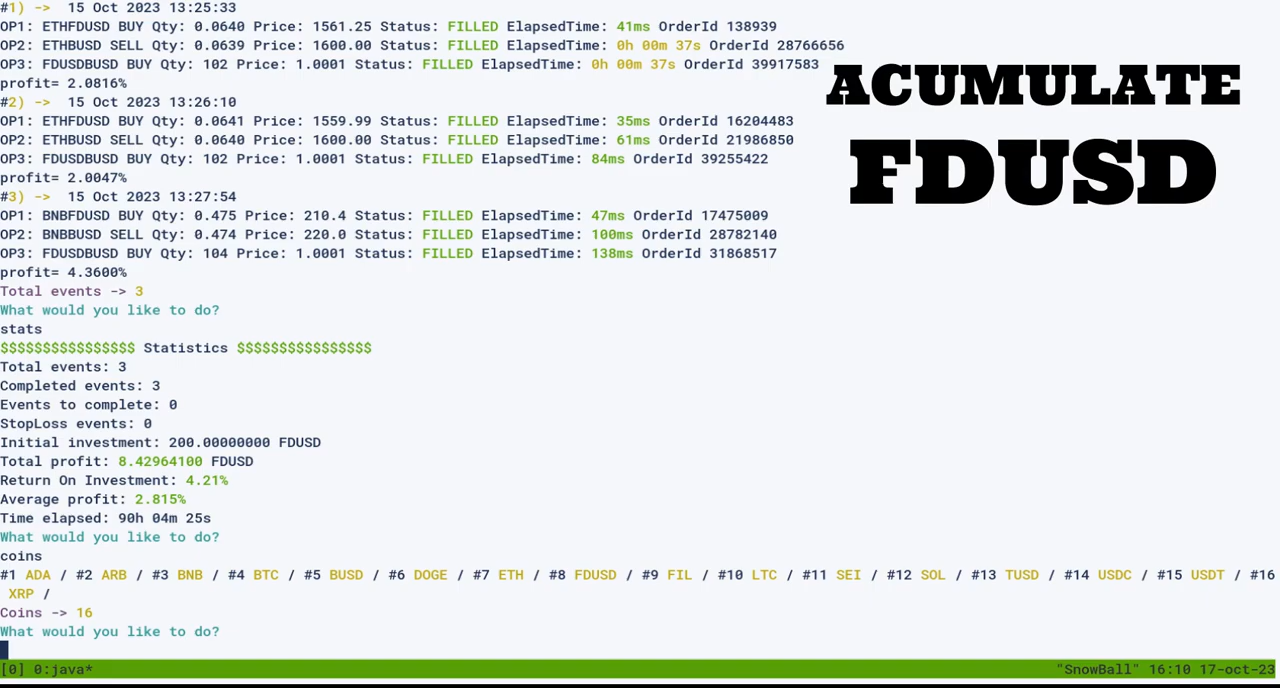 #1) ->  15 Oct 2023 13:25:33
OP1: ETHFDUSD BUY Qty: 0.0640 Price: 1561.25 Status: FILLED ElapsedTime: 41ms OrderId 138939
OP2: ETHBUSD SELL Qty: 0.0639 Price: 1600.00 Status: FILLED ElapsedTime: 0h 00m 37s OrderId 28766656
OP3: FDUSDBUSD BUY Qty: 102 Price: 1.0001 Status: FILLED ElapsedTime: 0h 00m 37s OrderId 39917583
profit= 2.0816%
#2) ->  15 Oct 2023 13:26:10
OP1: ETHFDUSD BUY Qty: 0.0641 Price: 1559.99 Status: FILLED ElapsedTime: 35ms OrderId 16204483
OP2: ETHBUSD SELL Qty: 0.0640 Price: 1600.00 Status: FILLED ElapsedTime: 61ms OrderId 21986850
OP3: FDUSDBUSD BUY Qty: 102 Price: 1.0001 Status: FILLED ElapsedTime: 84ms OrderId 39255422
profit= 2.0047%
#3) ->  15 Oct 2023 13:27:54
OP1: BNBFDUSD BUY Qty: 0.475 Price: 210.4 Status: FILLED ElapsedTime: 47ms OrderId 17475009
OP2: BNBBUSD SELL Qty: 0.474 Price: 220.0 Status: FILLED ElapsedTime: 100ms OrderId 28782140
OP3: FDUSDBUSD BUY Qty: 104 Price: 1.0001 Status: FILLED ElapsedTime: 138ms OrderId 31868517
profit= 4.3600%
Total events -> 3
What would you like to do?
stats
$$$$$$$$$$$$$$$$ Statistics $$$$$$$$$$$$$$$$
Total events: 3
Completed events: 3
Events to complete: 0
StopLoss events: 0
Initial investment: 200.00000000 FDUSD
Total profit: 8.42964100 FDUSD
Return On Investment: 4.21%
Average profit: 2.815%
Time elapsed: 90h 04m 25s
What would you like to do?
coins
#1 ADA / #2 ARB / #3 BNB / #4 BTC / #5 BUSD / #6 DOGE / #7 ETH / #8 FDUSD / #9 FIL / #10 LTC / #11 SEI / #12 SOL / #13 TUSD / #14 USDC / #15 USDT / #16
XRP /
Coins -> 16
What would you like to do?
[0] 0:java* "SnowBall" 16:10 17-oct-23
ACUMULATE
FDUSD